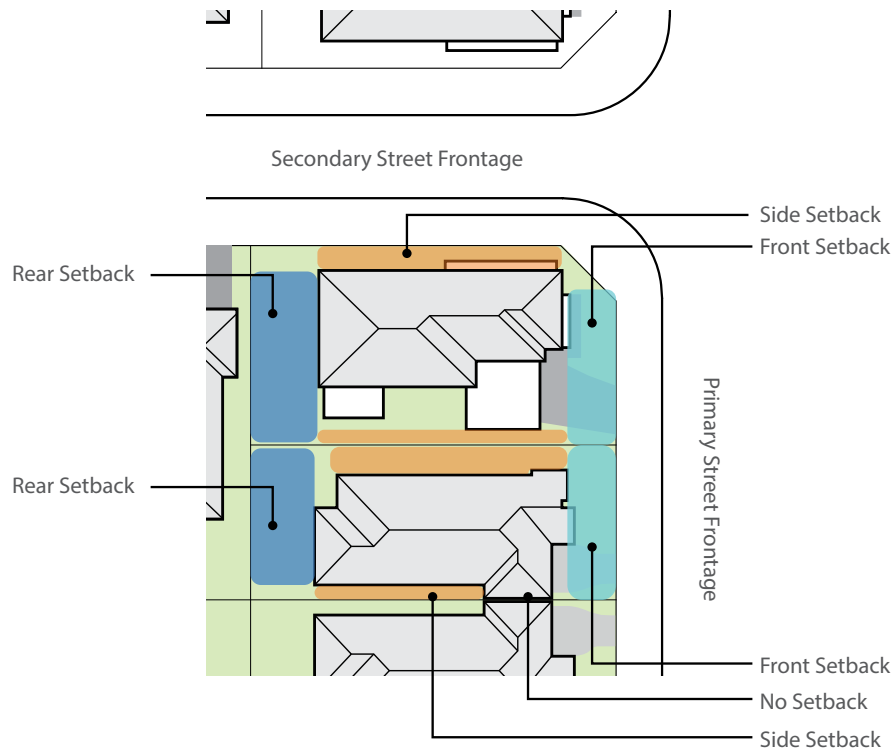 Secondary Street Frontage
Side Setback
Front Setback
Rear Setback
Primary Street Frontage
Rear Setback
Front Setback
No Setback
Side Setback